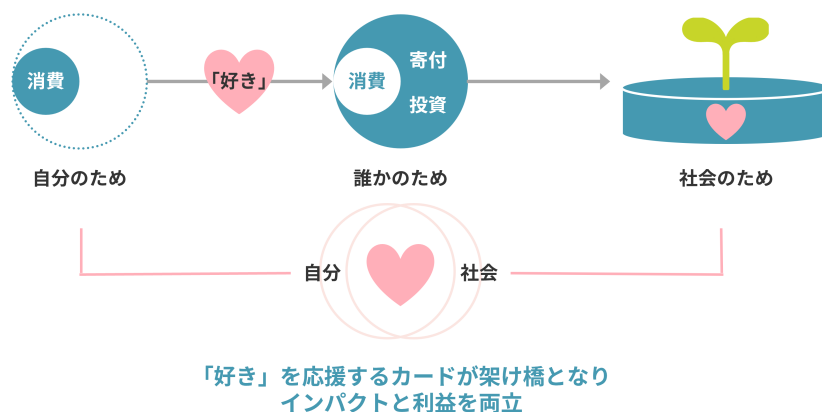 消費
「好き」
消費
寄付
投資
自分のため
誰かのため
社会のため
自分
社会
「好き」を応援するカードが架け橋となり
インパクトと利益を両立